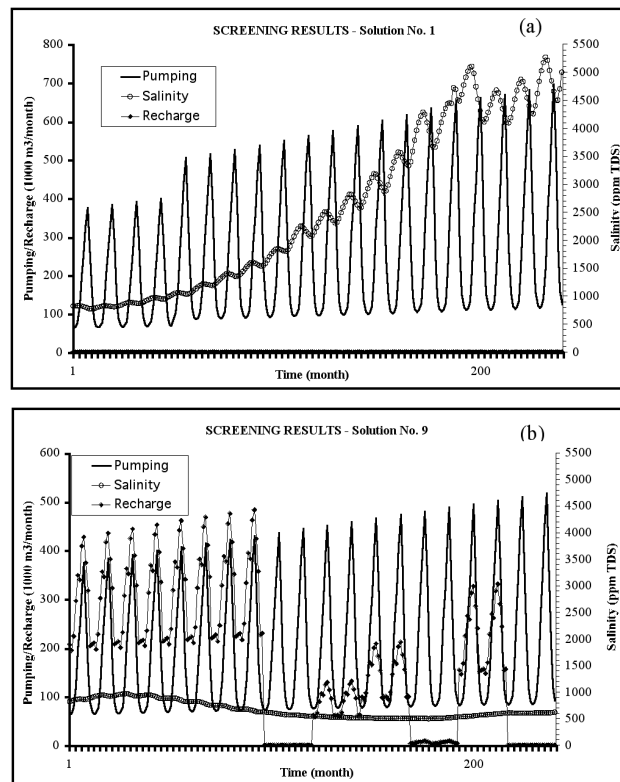 SCREENING RESULTS - Solution No. 1
(a)
Pumping
Salinity
Recharge
Pumping/Recharge (1000 m3/month)
800
700
600
500
400
300
200
100
0
5500
5000
4500
4000
3500
3000
2500
2000
1500
1000
500
0
Salinity (ppm TDS)
1
200
Time (month)
SCREENING RESULTS - Solution No. 9
(b)
Pumping
Salinity
Recharge
Pumping/Recharge (1000 m3/month)
600
500
400
300
200
100
0
5500
5000
4500
4000
3500
3000
2500
2000
1500
1000
500
0
Salinity (ppm TDS)
1
200
Time (month)